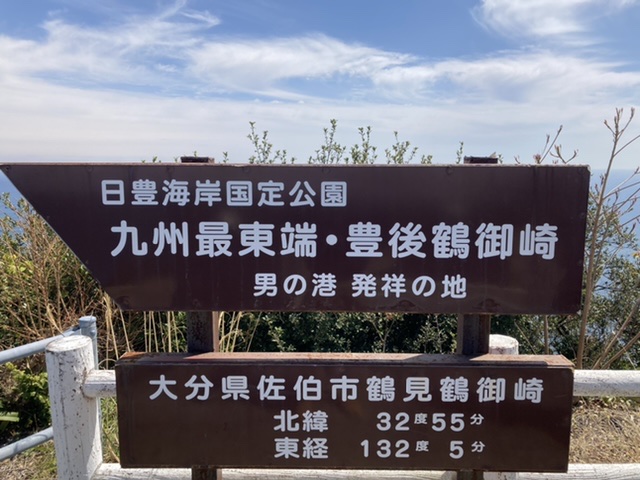 日豊海岸国定公園
九州最東端・豊後鶴御崎
男の港 発祥の地
大分県佐伯市鶴見鶴御崎
北緯 32度55分
東経 132度 5分